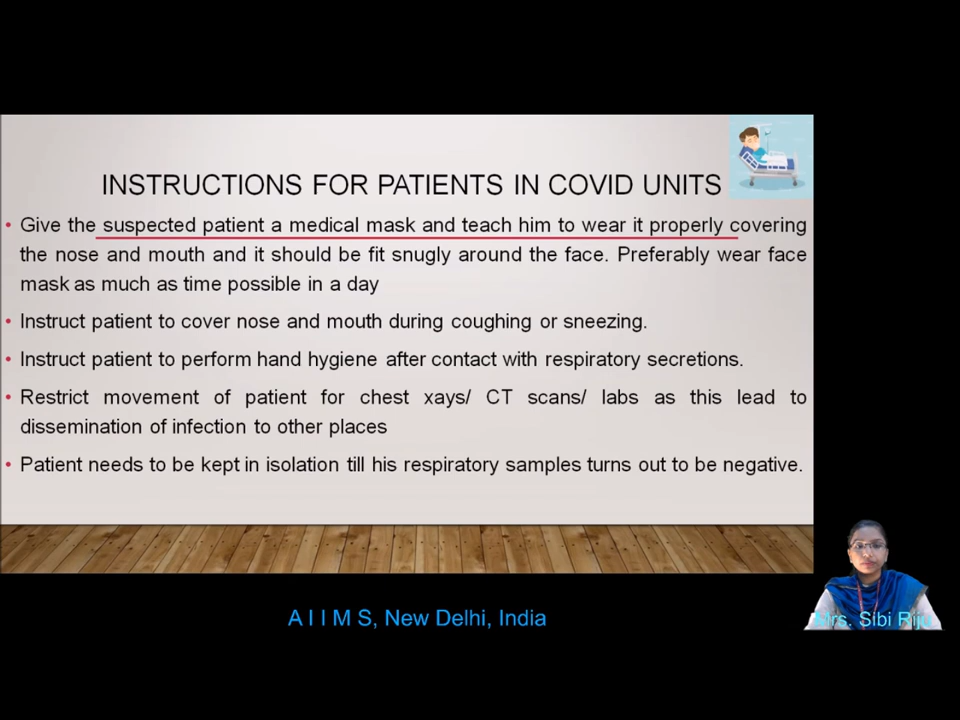 INSTRUCTIONS FOR PATIENTS IN COVID UNITS
• Give the suspected patient a medical mask and teach him to wear it properly covering
the nose and mouth and it should be fit snugly around the face. Preferably wear face
mask as much as time possible in a day
• Instruct patient to cover nose and mouth during coughing or sneezing.
• Instruct patient to perform hand hygiene after contact with respiratory secretions.
• Restrict movement of patient for chest xays/ CT scans/ labs as this lead to
dissemination of infection to other places
• Patient needs to be kept in isolation till his respiratory samples turns out to be negative.
A I I M S, New Delhi, India
Mrs. Sibi Riju